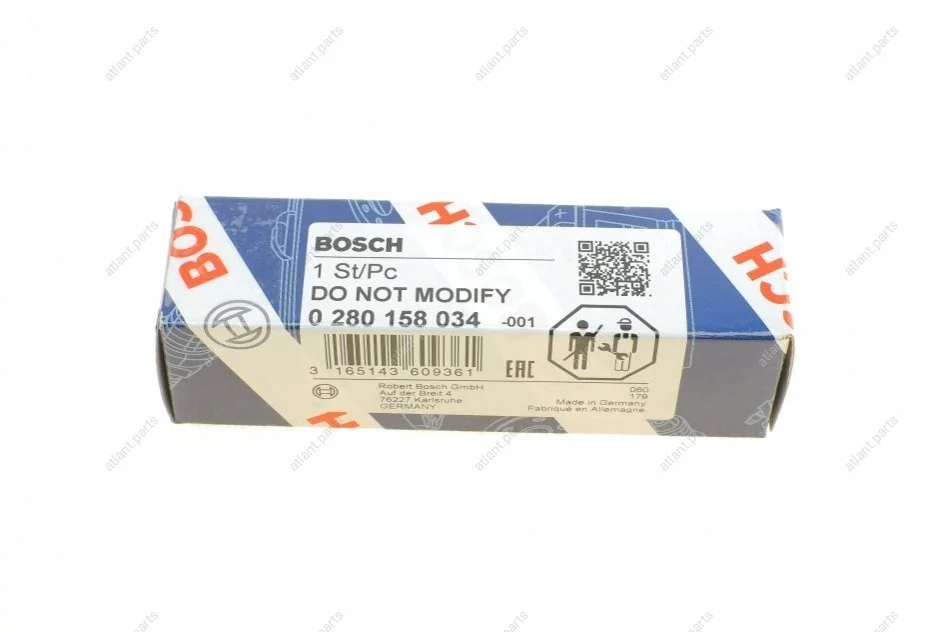 BOSCH
BOSCH
1 St/Pc
DO NOT MODIFY
0 280 158 034 -001
3 165143 609361
EAC
Robert Bosch GmbH
Auf der Breit 4
76227 Karlsruhe
GERMANY
060
179
Made in Germany
Fabriqué en Allemagne
atlant.parts